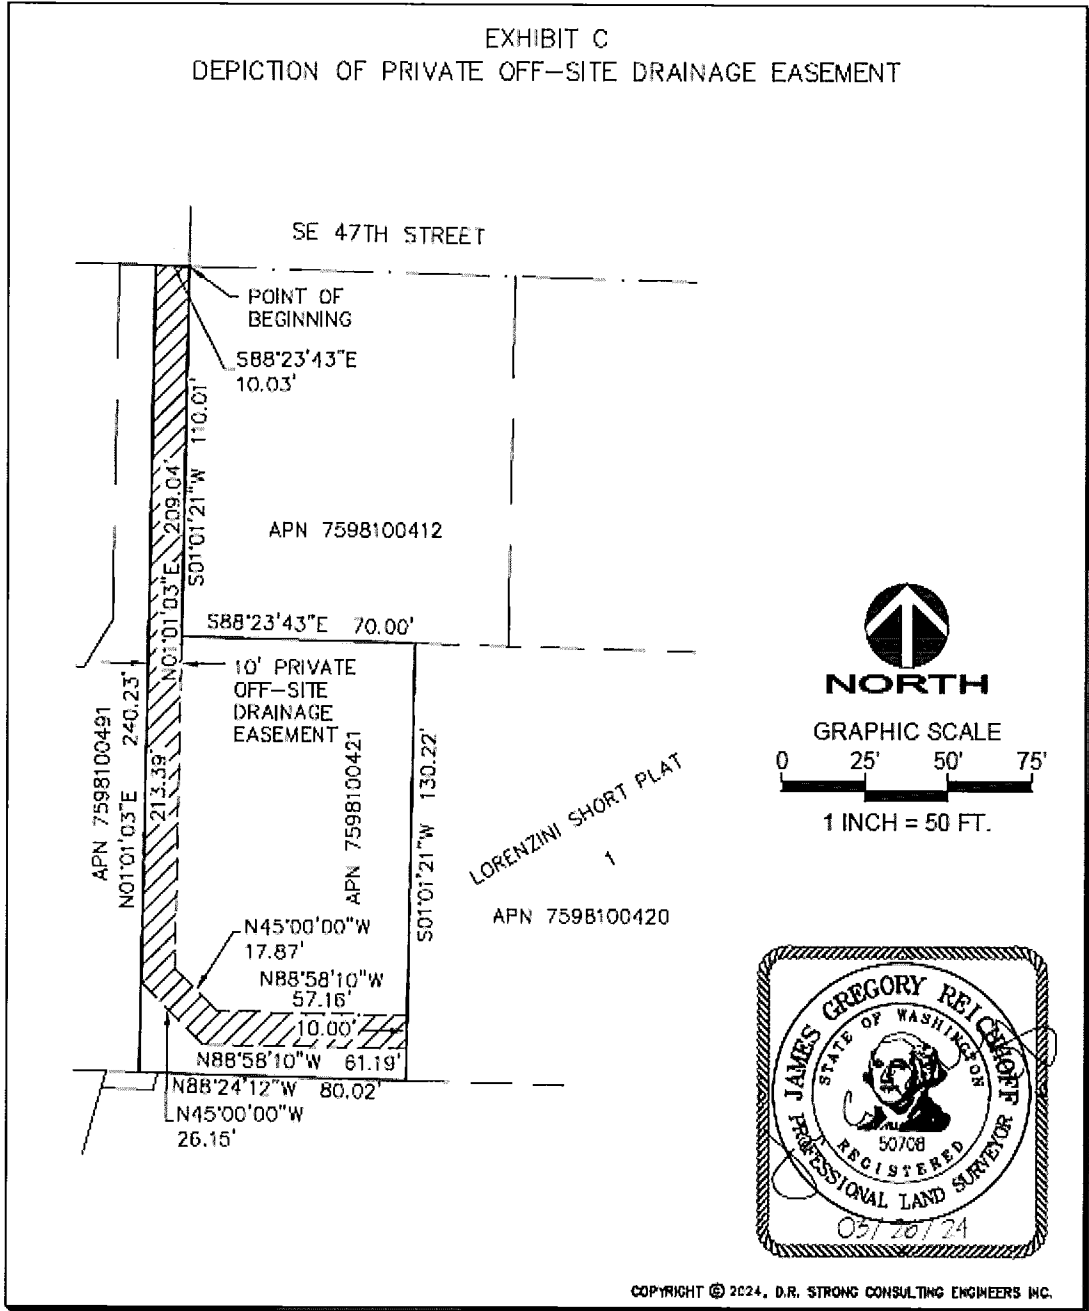 EXHIBIT C
DEPICTION OF PRIVATE OFF-SITE DRAINAGE EASEMENT
SE 47TH STREET
POINT OF
BEGINNING
S88°23'43"E
10.03'
S01°01'21"W 110.01'
N01°01'03"E 209.04'
APN 7598100412
S88°23'43"E 70.00'
10' PRIVATE
OFF-SITE
DRAINAGE
EASEMENT
APN 7598100491
N01°01'03"E 240.23'
213.39'
APN 7598100421
S01°01'21"W 130.22'
LORENZINI SHORT PLAT
1
APN 7598100420
N45°00'00"W
17.87'
N88°58'10"W
57.16'
10.00'
N88°58'10"W 61.19'
N88°24'12"W 80.02'
N45°00'00"W
26.15'
NORTH
GRAPHIC SCALE
0 25' 50' 75'
1 INCH = 50 FT.
JAMES GREGORY REICHHOFF
STATE OF WASHINGTON
50708
REGISTERED
PROFESSIONAL LAND SURVEYOR
03/26/24
COPYRIGHT © 2024, D.R. STRONG CONSULTING ENGINEERS INC.